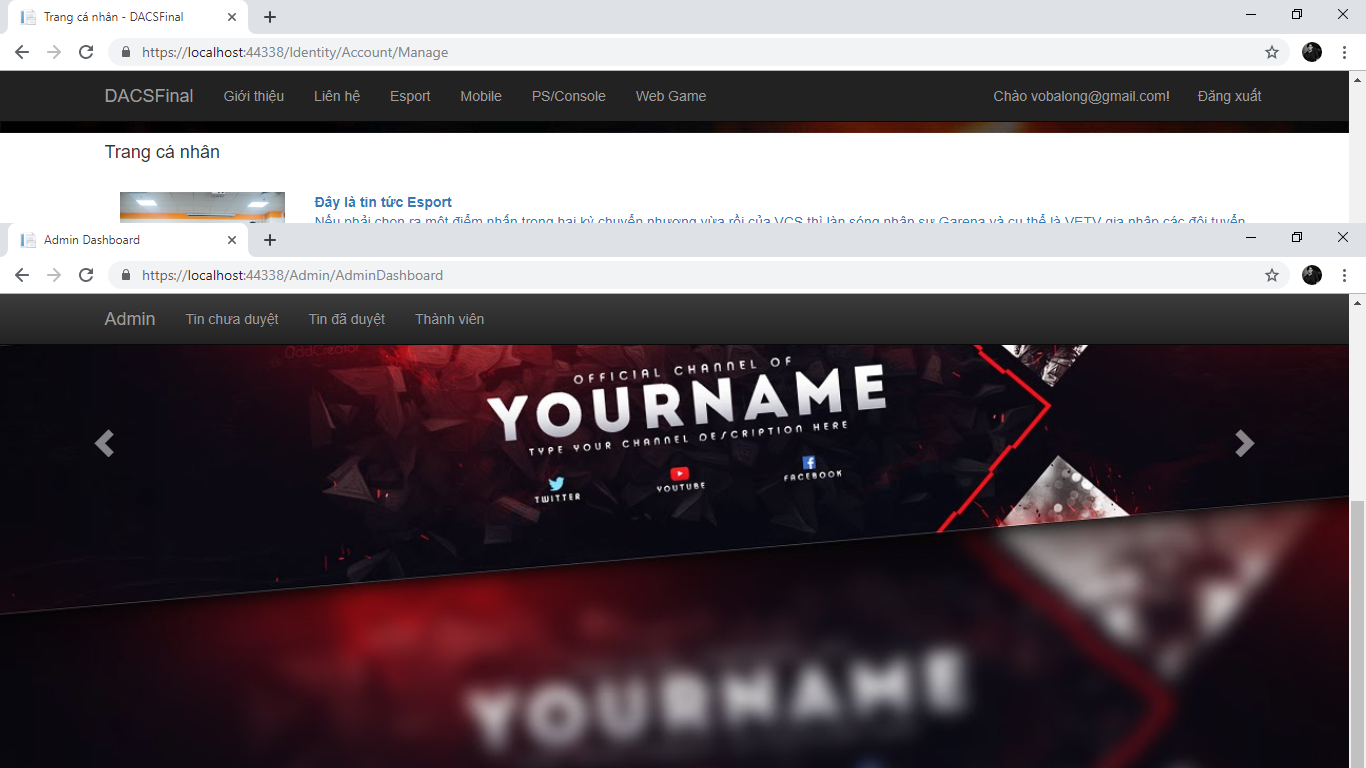 Trang cá nhân - DACSFinal
https://localhost:44338/Identity/Account/Manage
DACSFinal Giới thiệu Liên hệ Esport Mobile PS/Console Web Game Chào vobalong@gmail.com! Đăng xuất
Trang cá nhân
Đây là tin tức Esport
Nếu phải chọn ra một điểm nhấn trong hai kỳ chuyển nhượng vừa rồi của VCS thì làn sóng nhân sự Garena và cụ thể là VETV gia nhập các đội tuyển
Admin Dashboard
https://localhost:44338/Admin/AdminDashboard
Admin Tin chưa duyệt Tin đã duyệt Thành viên
OddCreator
OFFICIAL CHANNEL OF
YOURNAME
TYPE YOUR CHANNEL DESCRIPTION HERE
TWITTER YOUTUBE FACEBOOK
YOURNAME